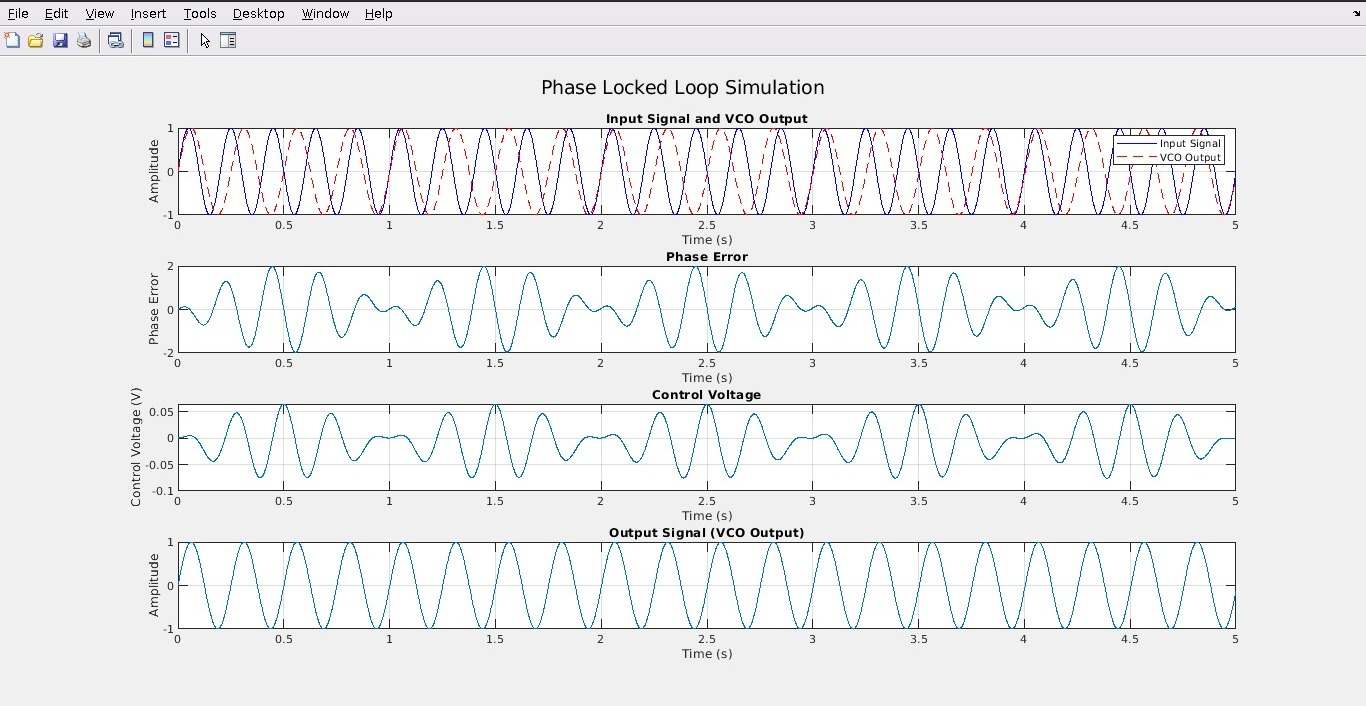 File Edit View Insert Tools Desktop Window Help
Phase Locked Loop Simulation
Input Signal and VCO Output
Amplitude
1
0
-1
Input Signal
VCO Output
0 0.5 1 1.5 2 2.5 3 3.5 4 4.5 5
Time (s)
Phase Error
Phase Error
2
0
-2
0 0.5 1 1.5 2 2.5 3 3.5 4 4.5 5
Time (s)
Control Voltage
Control Voltage (V)
0.05
0
-0.05
-0.1
0 0.5 1 1.5 2 2.5 3 3.5 4 4.5 5
Time (s)
Output Signal (VCO Output)
Amplitude
1
0
-1
0 0.5 1 1.5 2 2.5 3 3.5 4 4.5 5
Time (s)